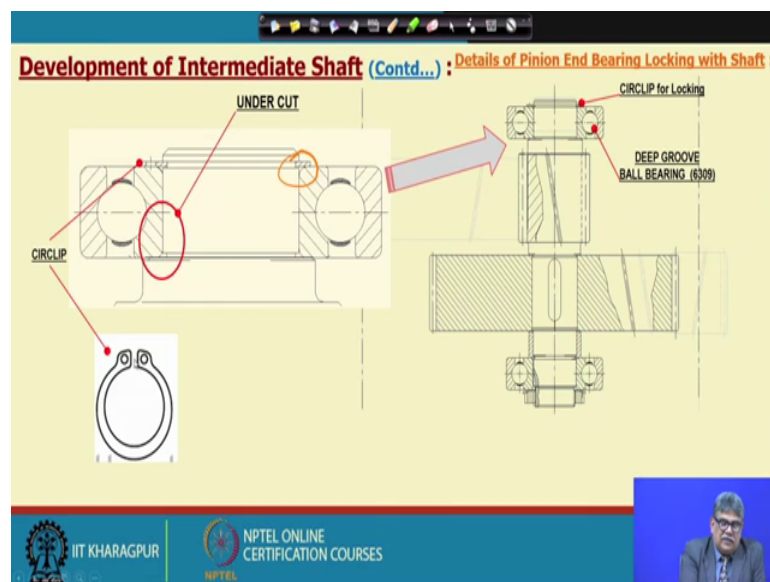 Development of Intermediate Shaft (Contd...) : Details of Pinion End Bearing Locking with Shaft :
UNDER CUT
CIRCLIP for Locking
DEEP GROOVE
BALL BEARING (6309)
CIRCLIP
IIT KHARAGPUR
NPTEL
NPTEL ONLINE
CERTIFICATION COURSES